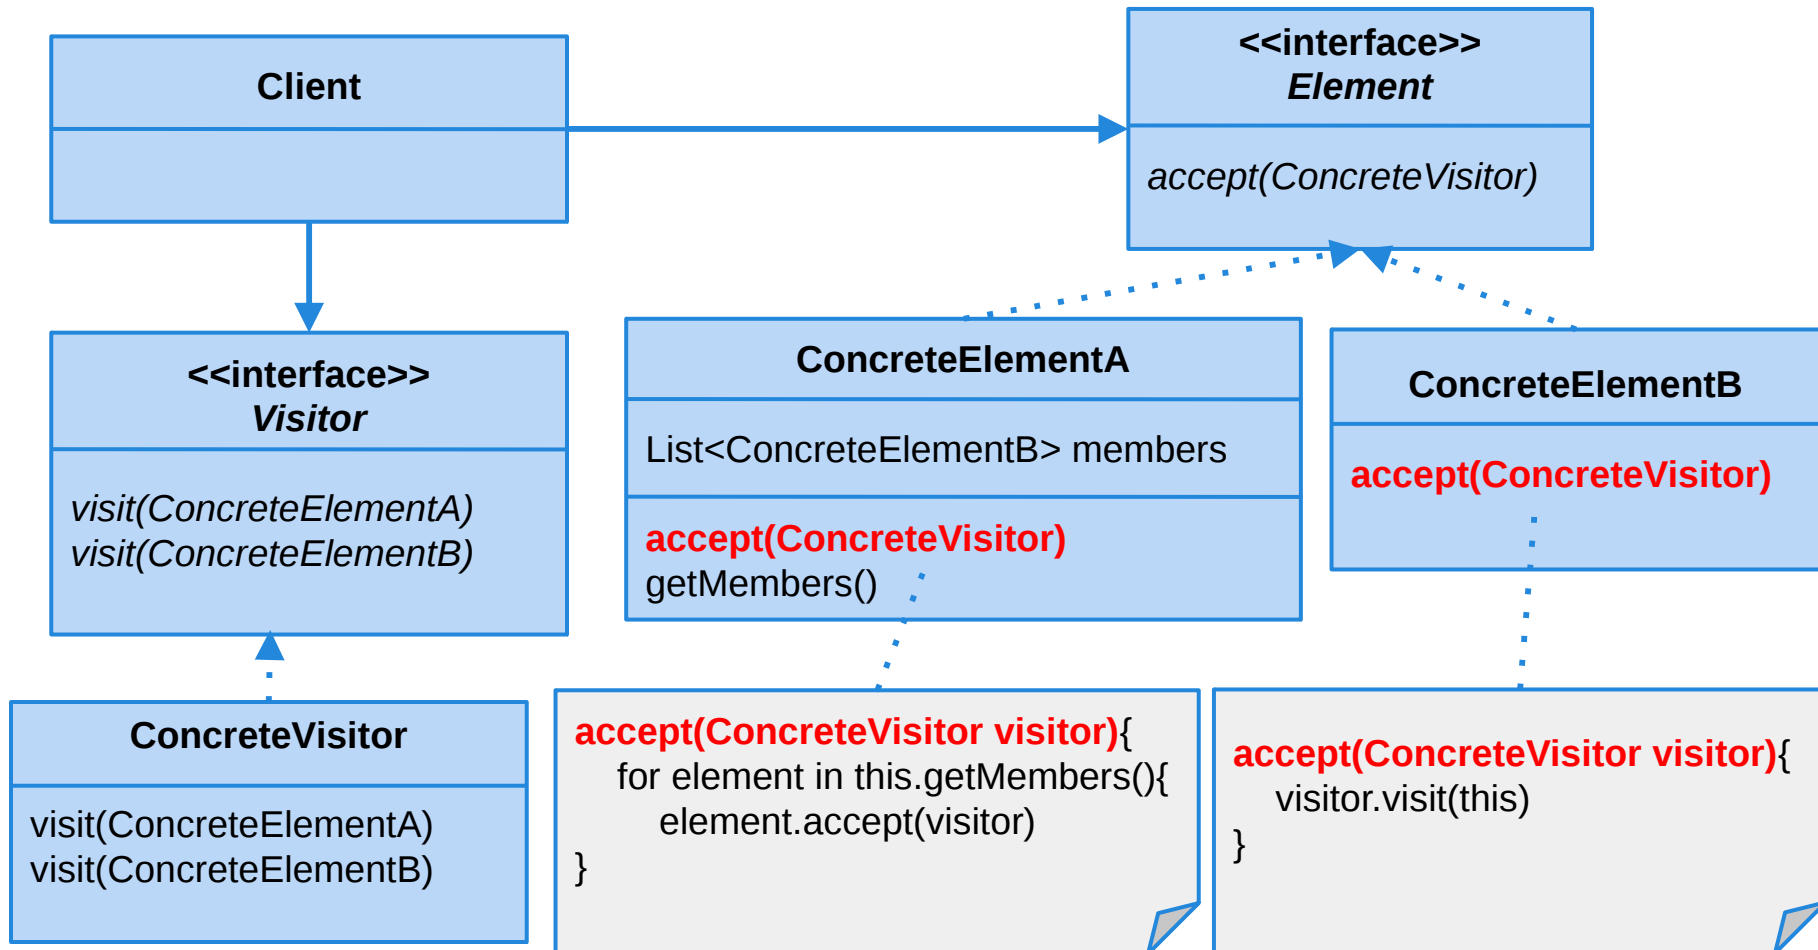 Client
<<interface>>
Element
accept(ConcreteVisitor)
<<interface>>
Visitor
visit(ConcreteElementA)
visit(ConcreteElementB)
ConcreteElementA
List<ConcreteElementB> members
accept(ConcreteVisitor)
getMembers()
ConcreteElementB
accept(ConcreteVisitor)
ConcreteVisitor
visit(ConcreteElementA)
visit(ConcreteElementB)
accept(ConcreteVisitor visitor){
for element in this.getMembers(){
element.accept(visitor)
}
accept(ConcreteVisitor visitor){
visitor.visit(this)
}